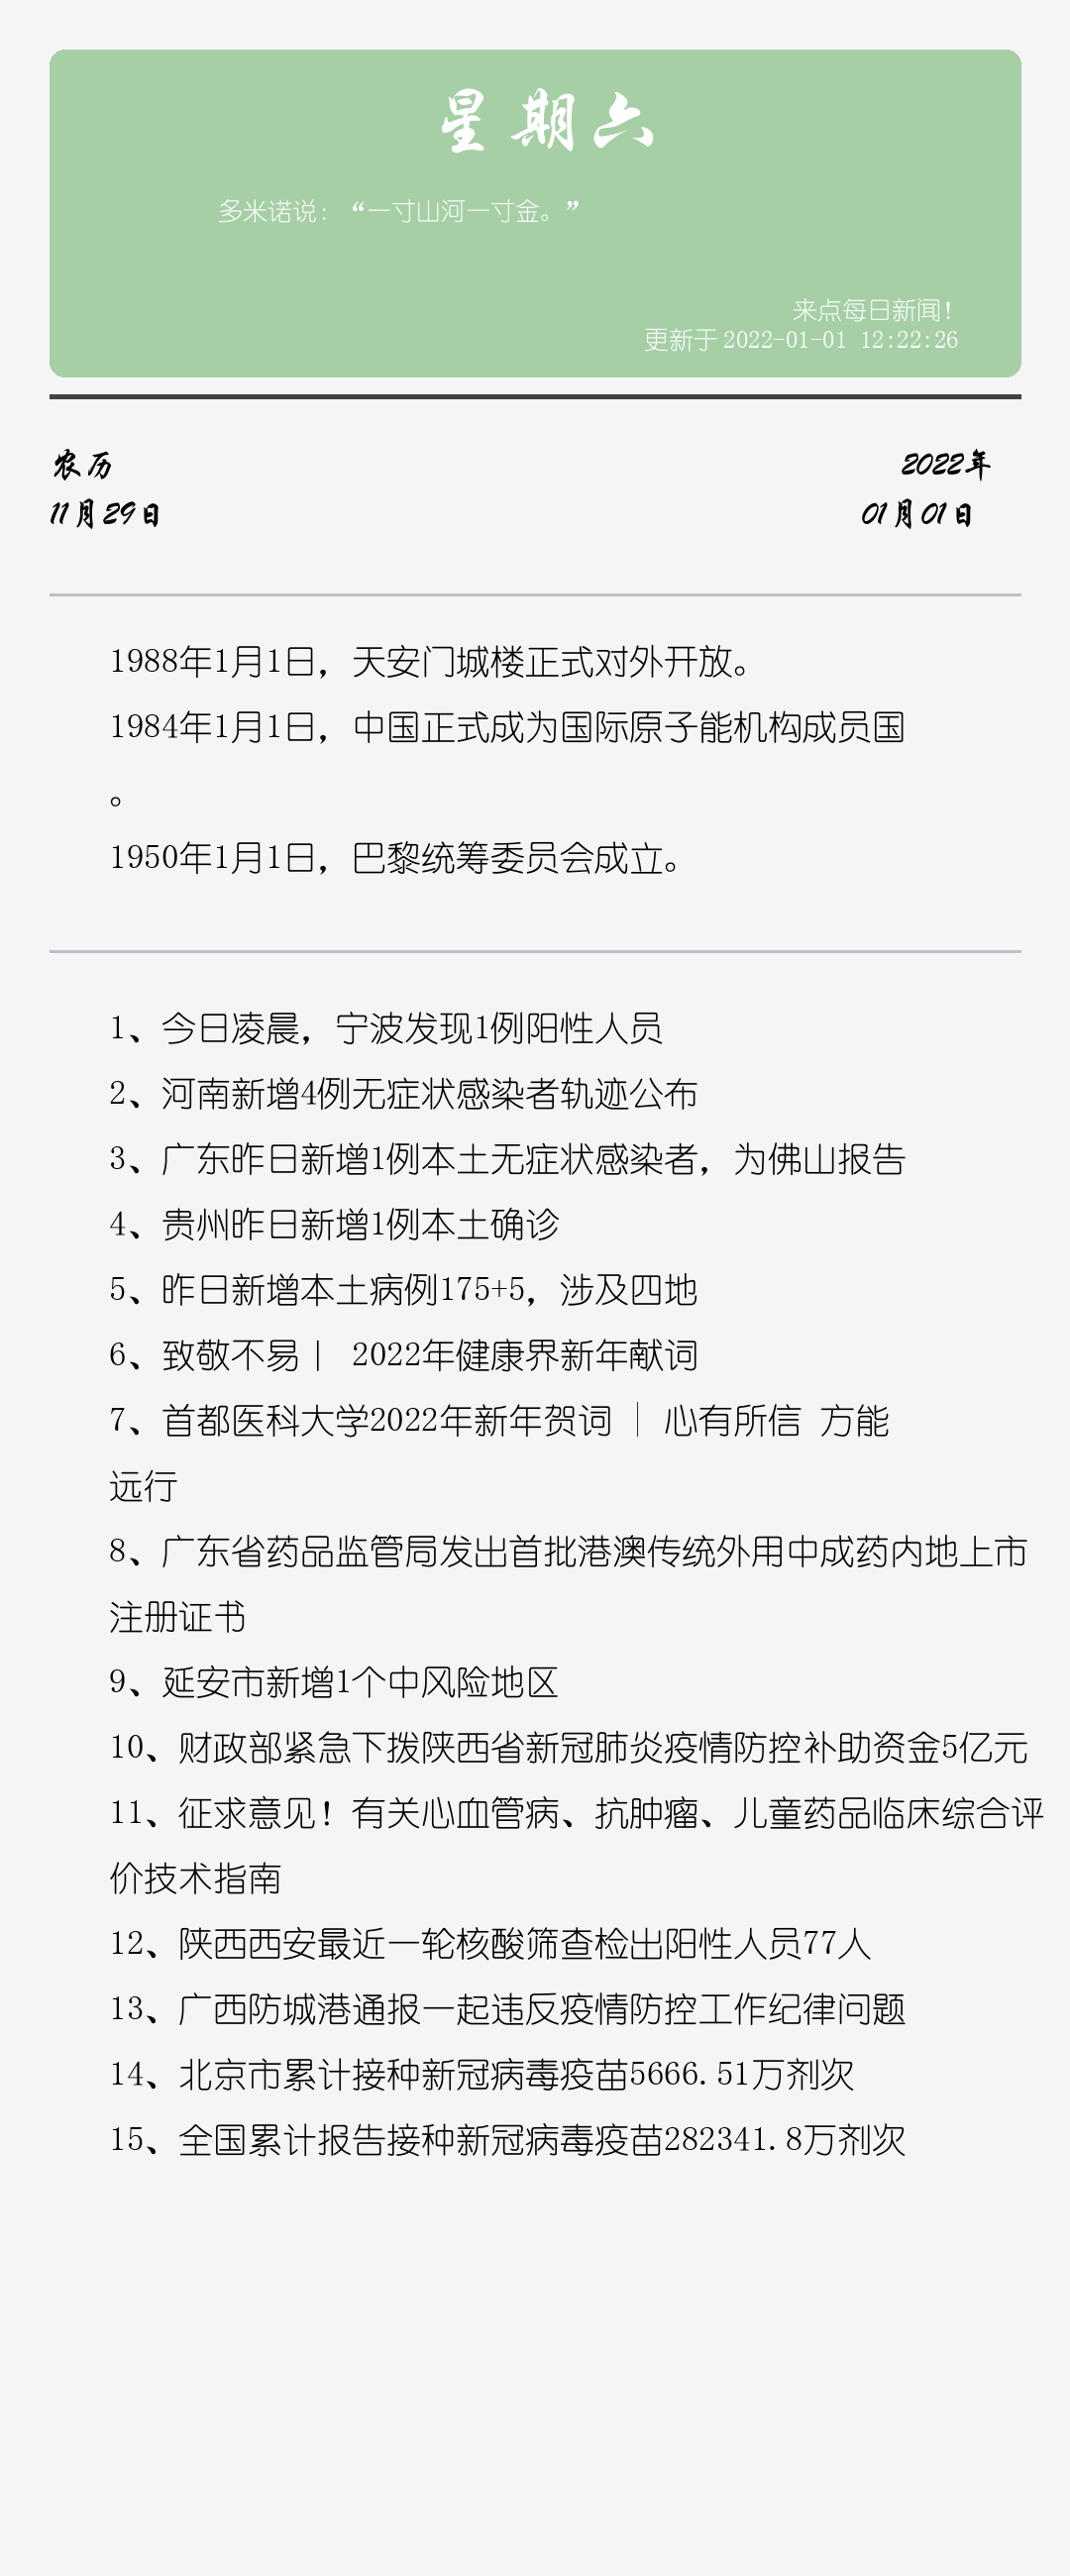 星期六
多米诺说：“一寸山河一寸金。”
来点每日新闻！
更新于 2022-01-01 12:22:26
农历
2022年
11月29日
01月01日
1988年1月1日，天安门城楼正式对外开放。
1984年1月1日，中国正式成为国际原子能机构成员国
。
1950年1月1日，巴黎统筹委员会成立。
1、今日凌晨，宁波发现1例阳性人员
2、河南新增4例无症状感染者轨迹公布
3、广东昨日新增1例本土无症状感染者，为佛山报告
4、贵州昨日新增1例本土确诊
5、昨日新增本土病例175+5，涉及四地
6、致敬不易丨 2022年健康界新年献词
7、首都医科大学2022年新年贺词 │ 心有所信 方能
远行
8、广东省药品监管局发出首批港澳传统外用中成药内地上市
注册证书
9、延安市新增1个中风险地区
10、财政部紧急下拨陕西省新冠肺炎疫情防控补助资金5亿元
11、征求意见！有关心血管病、抗肿瘤、儿童药品临床综合评
价技术指南
12、陕西西安最近一轮核酸筛查检出阳性人员77人
13、广西防城港通报一起违反疫情防控工作纪律问题
14、北京市累计接种新冠病毒疫苗5666.51万剂次
15、全国累计报告接种新冠病毒疫苗282341.8万剂次